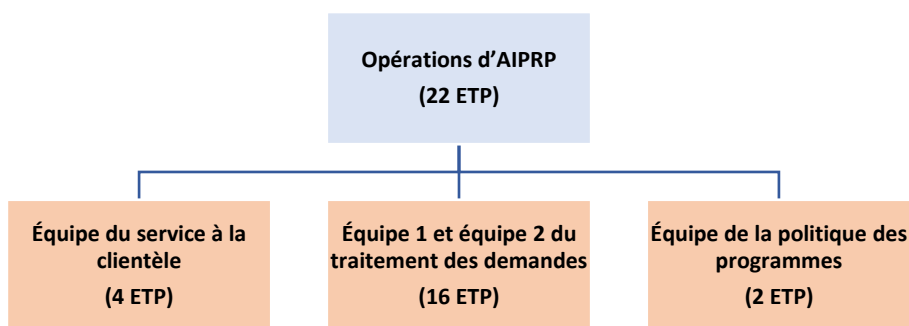 Opérations d’AIPRP
(22 ETP)
Équipe du service à la
clientèle
(4 ETP)
Équipe 1 et équipe 2 du
traitement des demandes
(16 ETP)
Équipe de la politique des
programmes
(2 ETP)